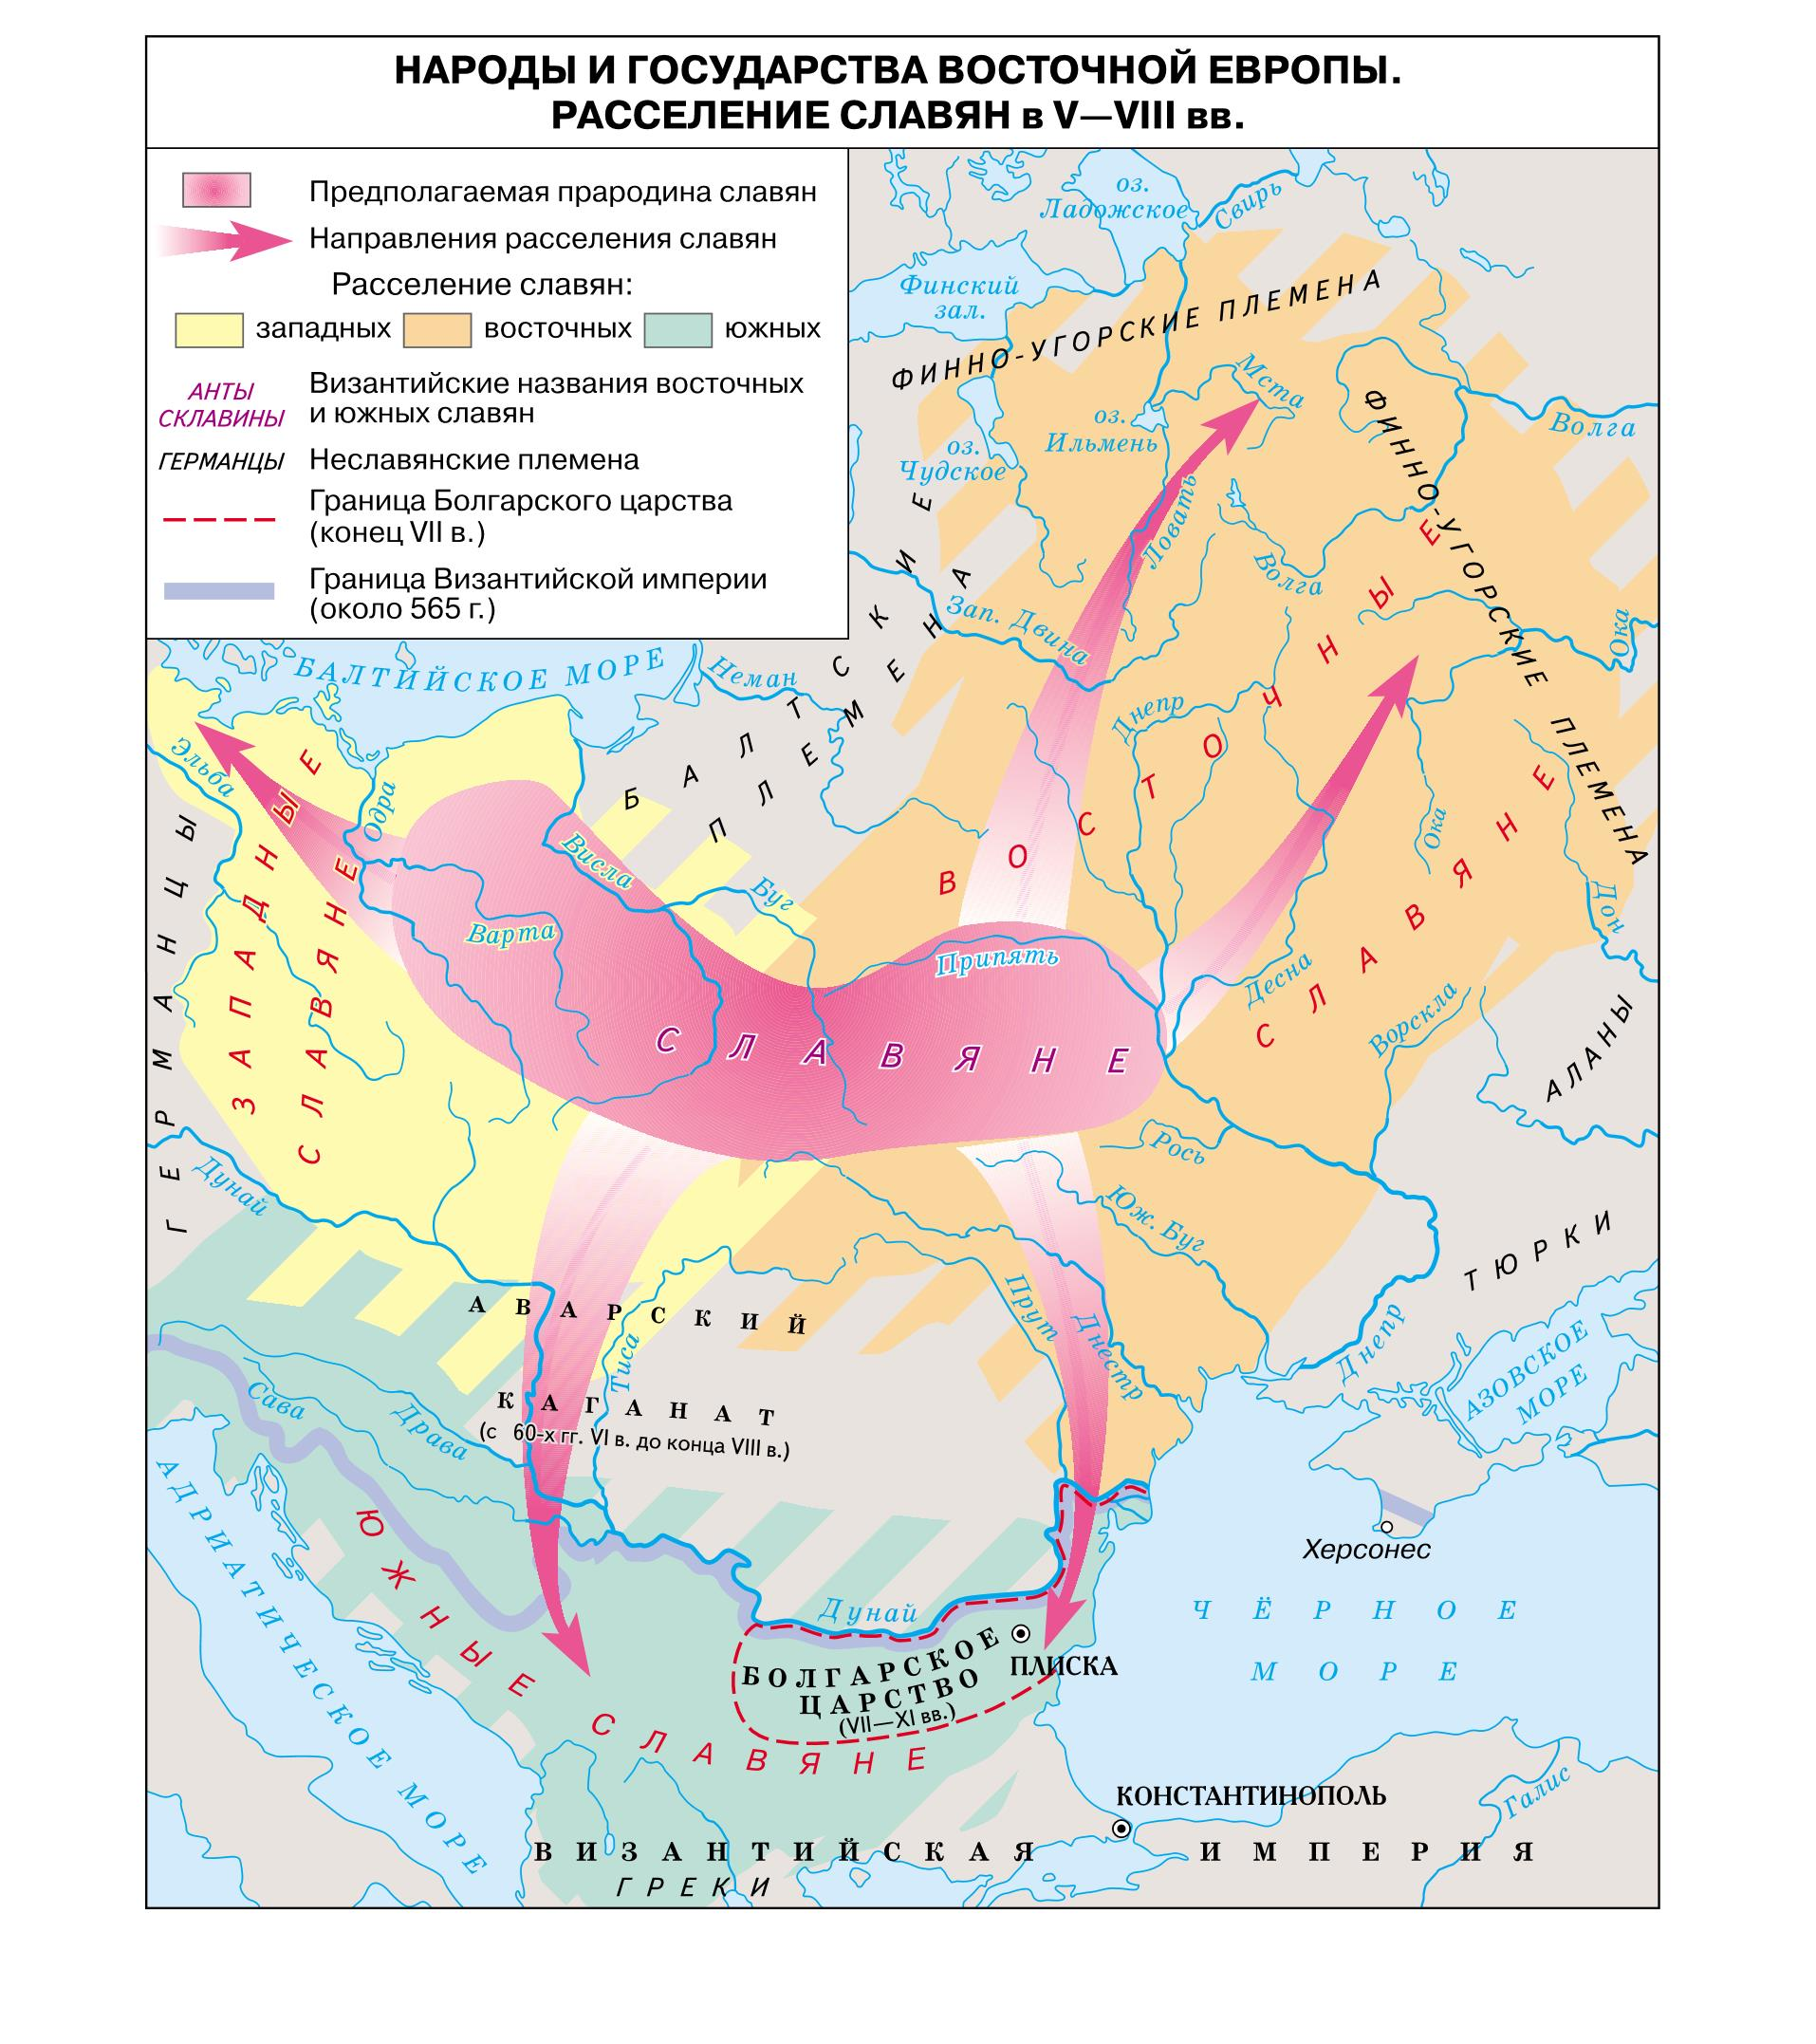 НАРОДЫ И ГОСУДАРСТВА ВОСТОЧНОЙ ЕВРОПЫ.
РАССЕЛЕНИЕ СЛАВЯН в V—VIII вв.
Предполагаемая прародина славян
Направления расселения славян
Расселение славян:
западных
восточных
южных
АНТЫ
СКЛАВИНЫ
Византийские названия восточных
и южных славян
ГЕРМАНЦЫ
Неславянские племена
Граница Болгарского царства
(конец VII в.)
Граница Византийской империи
(около 565 г.)
оз.
Ладожское
Свирь
Финский
зал.
ФИННО-УГОРСКИЕ ПЛЕМЕНА
Мста
оз.
Ильмень
оз.
Чудское
Волга
ФИННО-УГОРСКИЕ ПЛЕМЕНА
Ловать
Волга
Зап. Двина
Ока
БАЛТИЙСКОЕ МОРЕ
Неман
БАЛТСКИЕ
ПЛЕМЕНА
Днепр
Эльба
Одра
Висла
Буг
Варта
Припять
Ока
Дон
Десна
Ворскла
ВОСТОЧНЫЕ
СЛАВЯНЕ
ЗАПАДНЫЕ
СЛАВЯНЕ
ГЕРМАНЦЫ
СЛАВЯНЕ
АЛАНЫ
Рось
Юж. Буг
Дунай
ТЮРКИ
АВАРСКИЙ
КАГАНАТ
(с 60-х гг. VI в. до конца VIII в.)
Тиса
Прут
Днестр
Днепр
АЗОВСКОЕ
МОРЕ
Сава
Драва
АДРИАТИЧЕСКОЕ МОРЕ
ЮЖНЫЕ СЛАВЯНЕ
Херсонес
Дунай
ЧЁРНОЕ
МОРЕ
БОЛГАРСКОЕ
ЦАРСТВО
(VII—XI вв.)
ПЛИСКА
КОНСТАНТИНОПОЛЬ
Галис
ВИЗАНТИЙСКАЯ ИМПЕРИЯ
ГРЕКИ